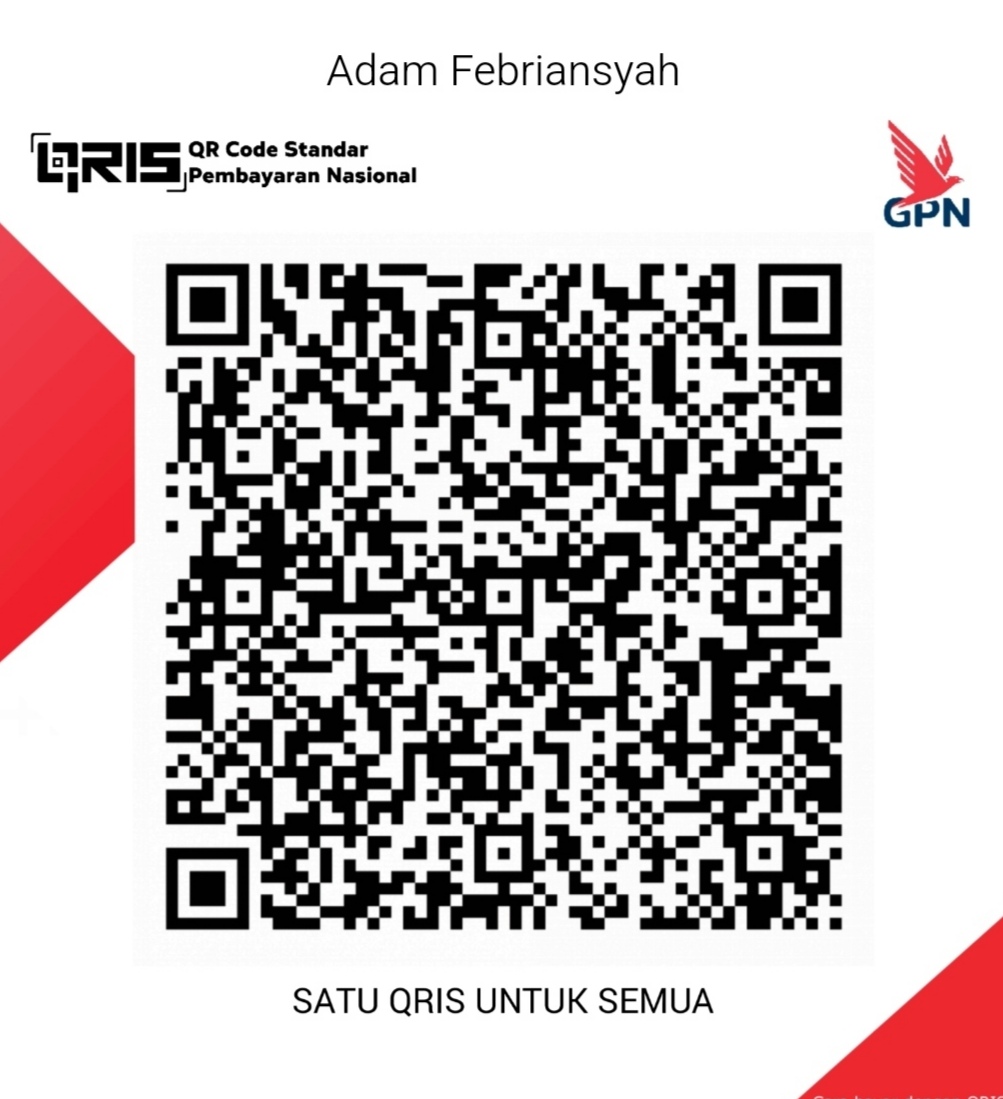 Adam Febriansyah
QRIS
QR Code Standar
Pembayaran Nasional
GPN
SATU QRIS UNTUK SEMUA